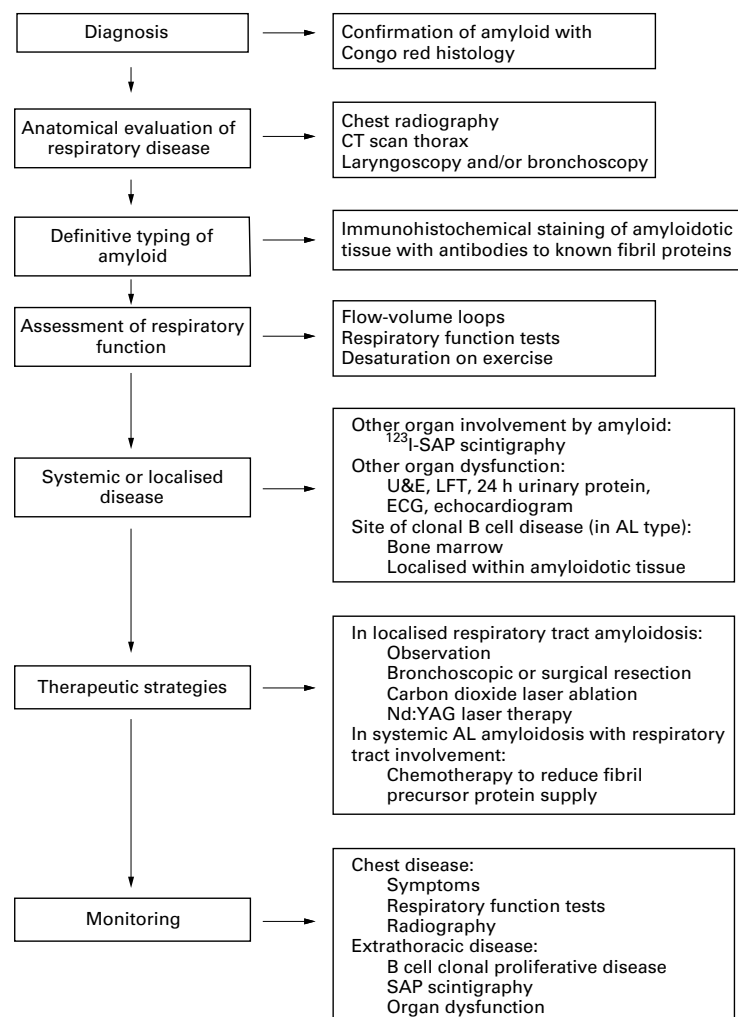 Diagnosis
Confirmation of amyloid with
Congo red histology
Anatomical evaluation of
respiratory disease
Chest radiography
CT scan thorax
Laryngoscopy and/or bronchoscopy
Definitive typing of
amyloid
Immunohistochemical staining of amyloidotic
tissue with antibodies to known fibril proteins
Assessment of respiratory
function
Flow-volume loops
Respiratory function tests
Desaturation on exercise
Systemic or localised
disease
Other organ involvement by amyloid:
¹²³I-SAP scintigraphy
Other organ dysfunction:
U&E, LFT, 24 h urinary protein,
ECG, echocardiogram
Site of clonal B cell disease (in AL type):
Bone marrow
Localised within amyloidotic tissue
Therapeutic strategies
In localised respiratory tract amyloidosis:
Observation
Bronchoscopic or surgical resection
Carbon dioxide laser ablation
Nd:YAG laser therapy
In systemic AL amyloidosis with respiratory
tract involvement:
Chemotherapy to reduce fibril
precursor protein supply
Monitoring
Chest disease:
Symptoms
Respiratory function tests
Radiography
Extrathoracic disease:
B cell clonal proliferative disease
SAP scintigraphy
Organ dysfunction